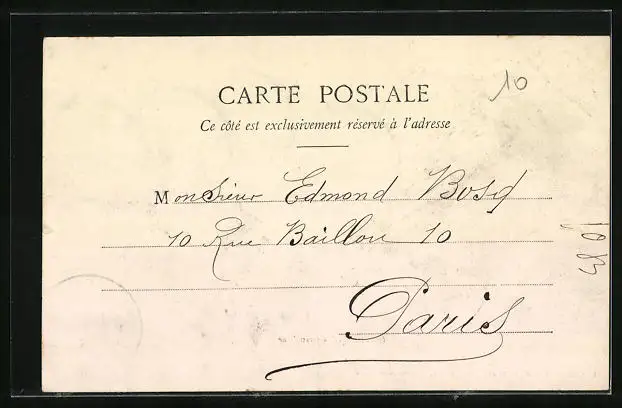 10
CARTE POSTALE
Ce côté est exclusivement réservé à l'adresse
Monsieur Edmond Bosq
10 Rue Baillou 10
Paris